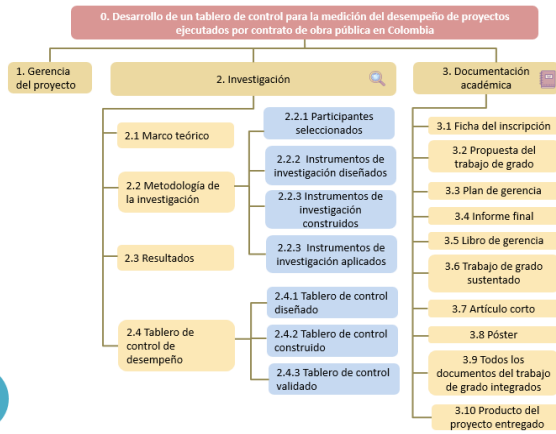 0. Desarrollo de un tablero de control para la medición del desempeño de proyectos
ejecutados por contrato de obra pública en Colombia
1. Gerencia
del proyecto
2. Investigación
2.1 Marco teórico
2.2 Metodología de
la investigación
2.2.1 Participantes
seleccionados
2.2.2 Instrumentos de
investigación diseñados
2.2.3 Instrumentos de
investigación
construidos
2.2.3 Instrumentos de
investigación aplicados
2.3 Resultados
2.4 Tablero de
control de
desempeño
2.4.1 Tablero de control
diseñado
2.4.2 Tablero de control
construido
2.4.3 Tablero de control
validado
3. Documentación
académica
3.1 Ficha del inscripción
3.2 Propuesta del
trabajo de grado
3.3 Plan de gerencia
3.4 Informe final
3.5 Libro de gerencia
3.6 Trabajo de grado
sustentado
3.7 Artículo corto
3.8 Póster
3.9 Todos los
documentos del trabajo
de grado integrados
3.10 Producto del
proyecto entregado